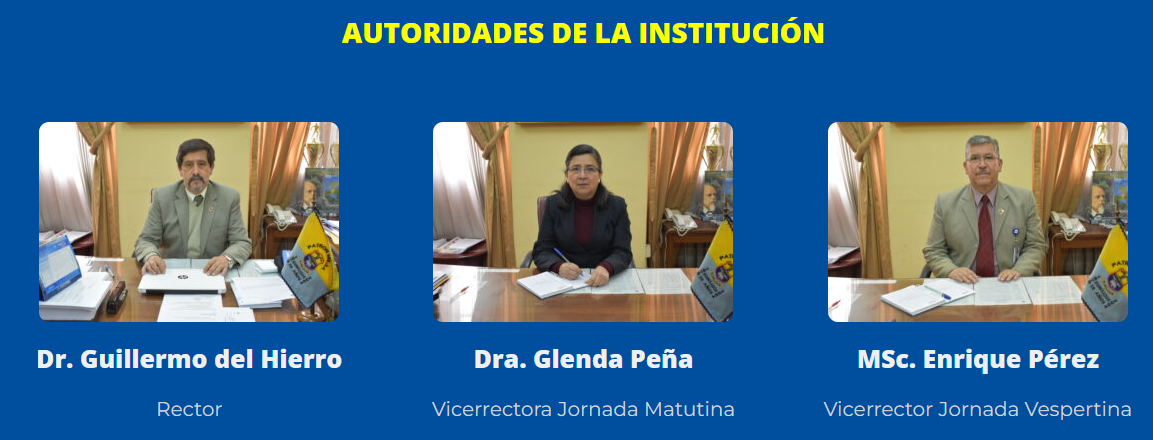 AUTORIDADES DE LA INSTITUCIÓN
Dr. Guillermo del Hierro
Dra. Glenda Peña
MSc. Enrique Pérez
Rector
Vicerrectora Jornada Matutina
Vicerrector Jornada Vespertina